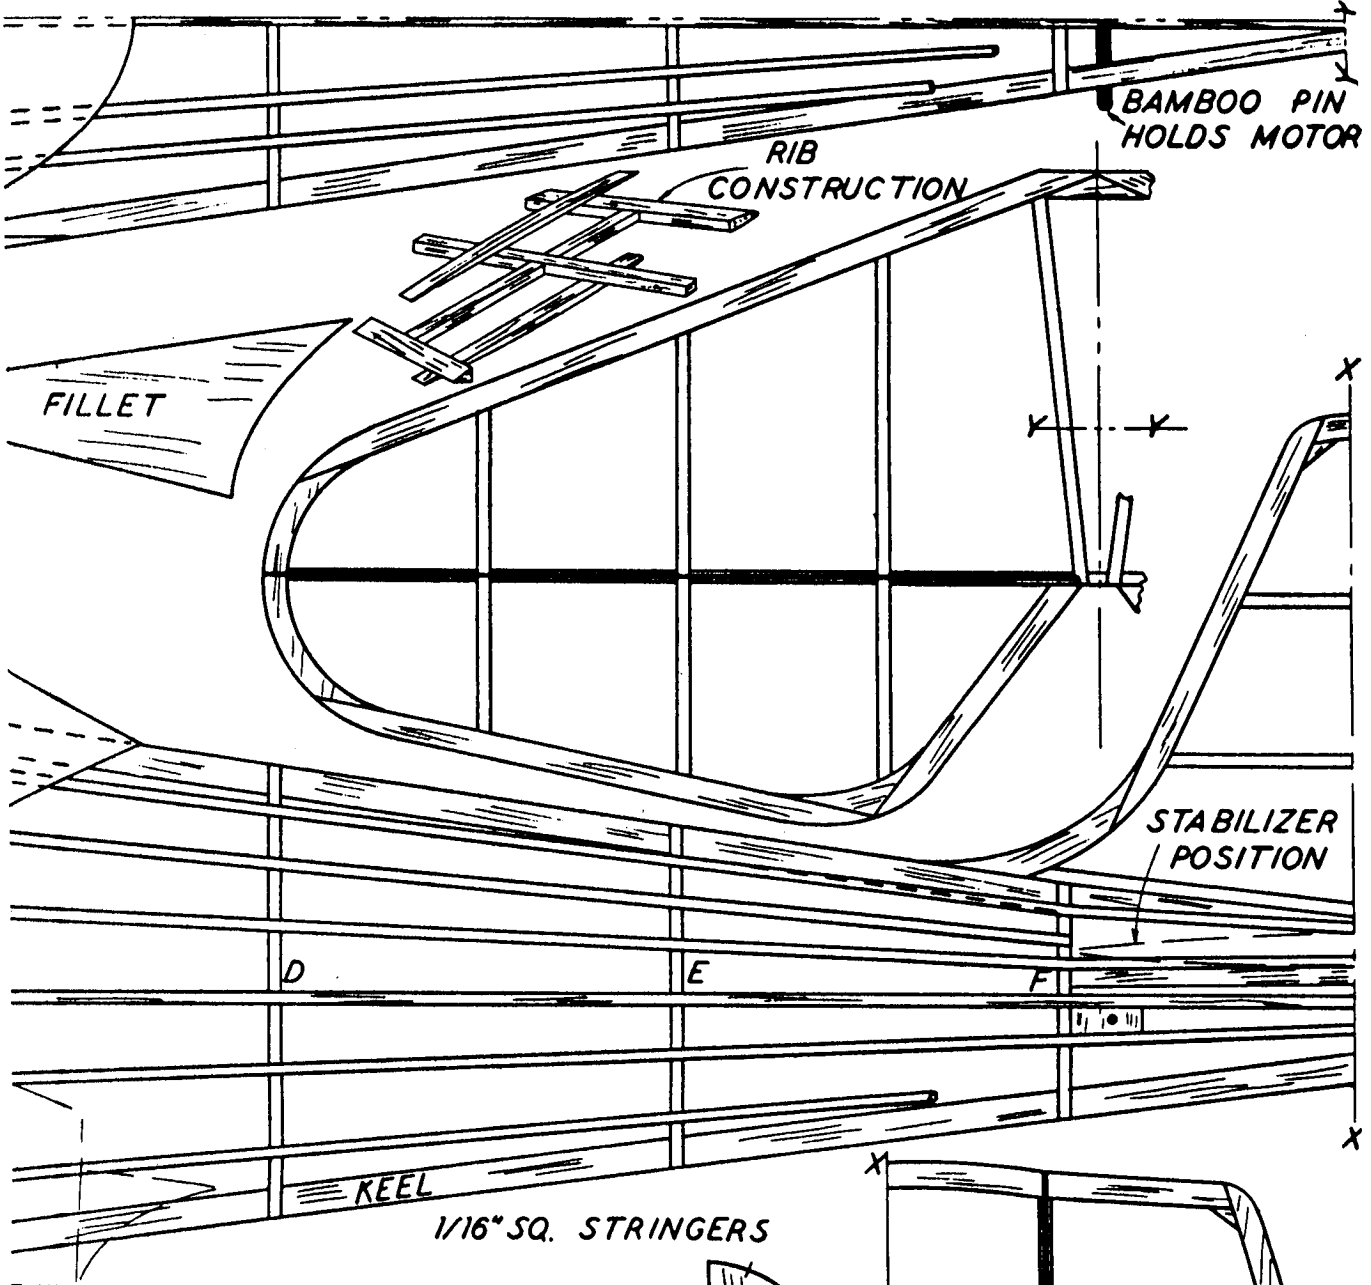 Y
Y
BAMBOO PIN
HOLDS MOTOR
RIB
CONSTRUCTION
X
FILLET
Y Y
STABILIZER
POSITION
D E F
X
X
KEEL
1/16" SQ. STRINGERS